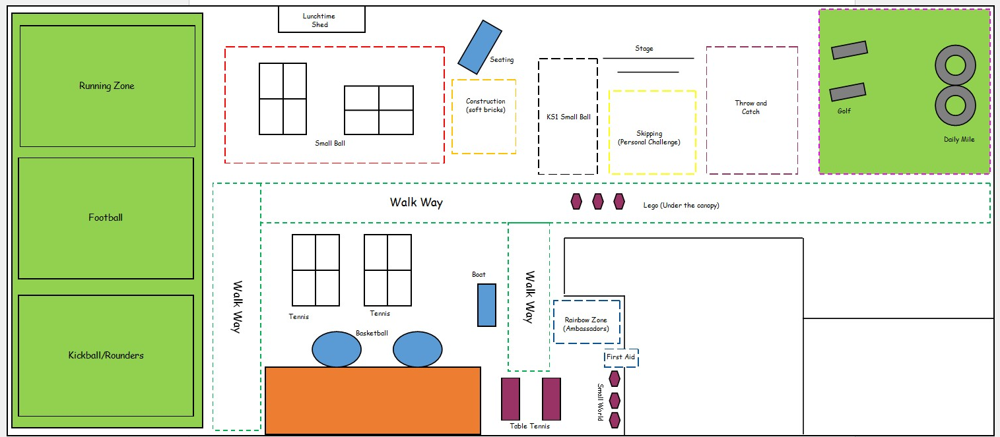 Lunchtime
Shed
Seating
Stage
Running Zone
Construction
(soft bricks)
KS1 Small Ball
Throw and
Catch
Golf
Skipping
(Personal Challenge)
Small Ball
Daily Mile
Walk Way
Lego (Under the canopy)
Football
Boat
Walk Way
Walk Way
Tennis
Tennis
Rainbow Zone
(Ambassadors)
Basketball
Kickball/Rounders
First Aid
Small World
Table Tennis